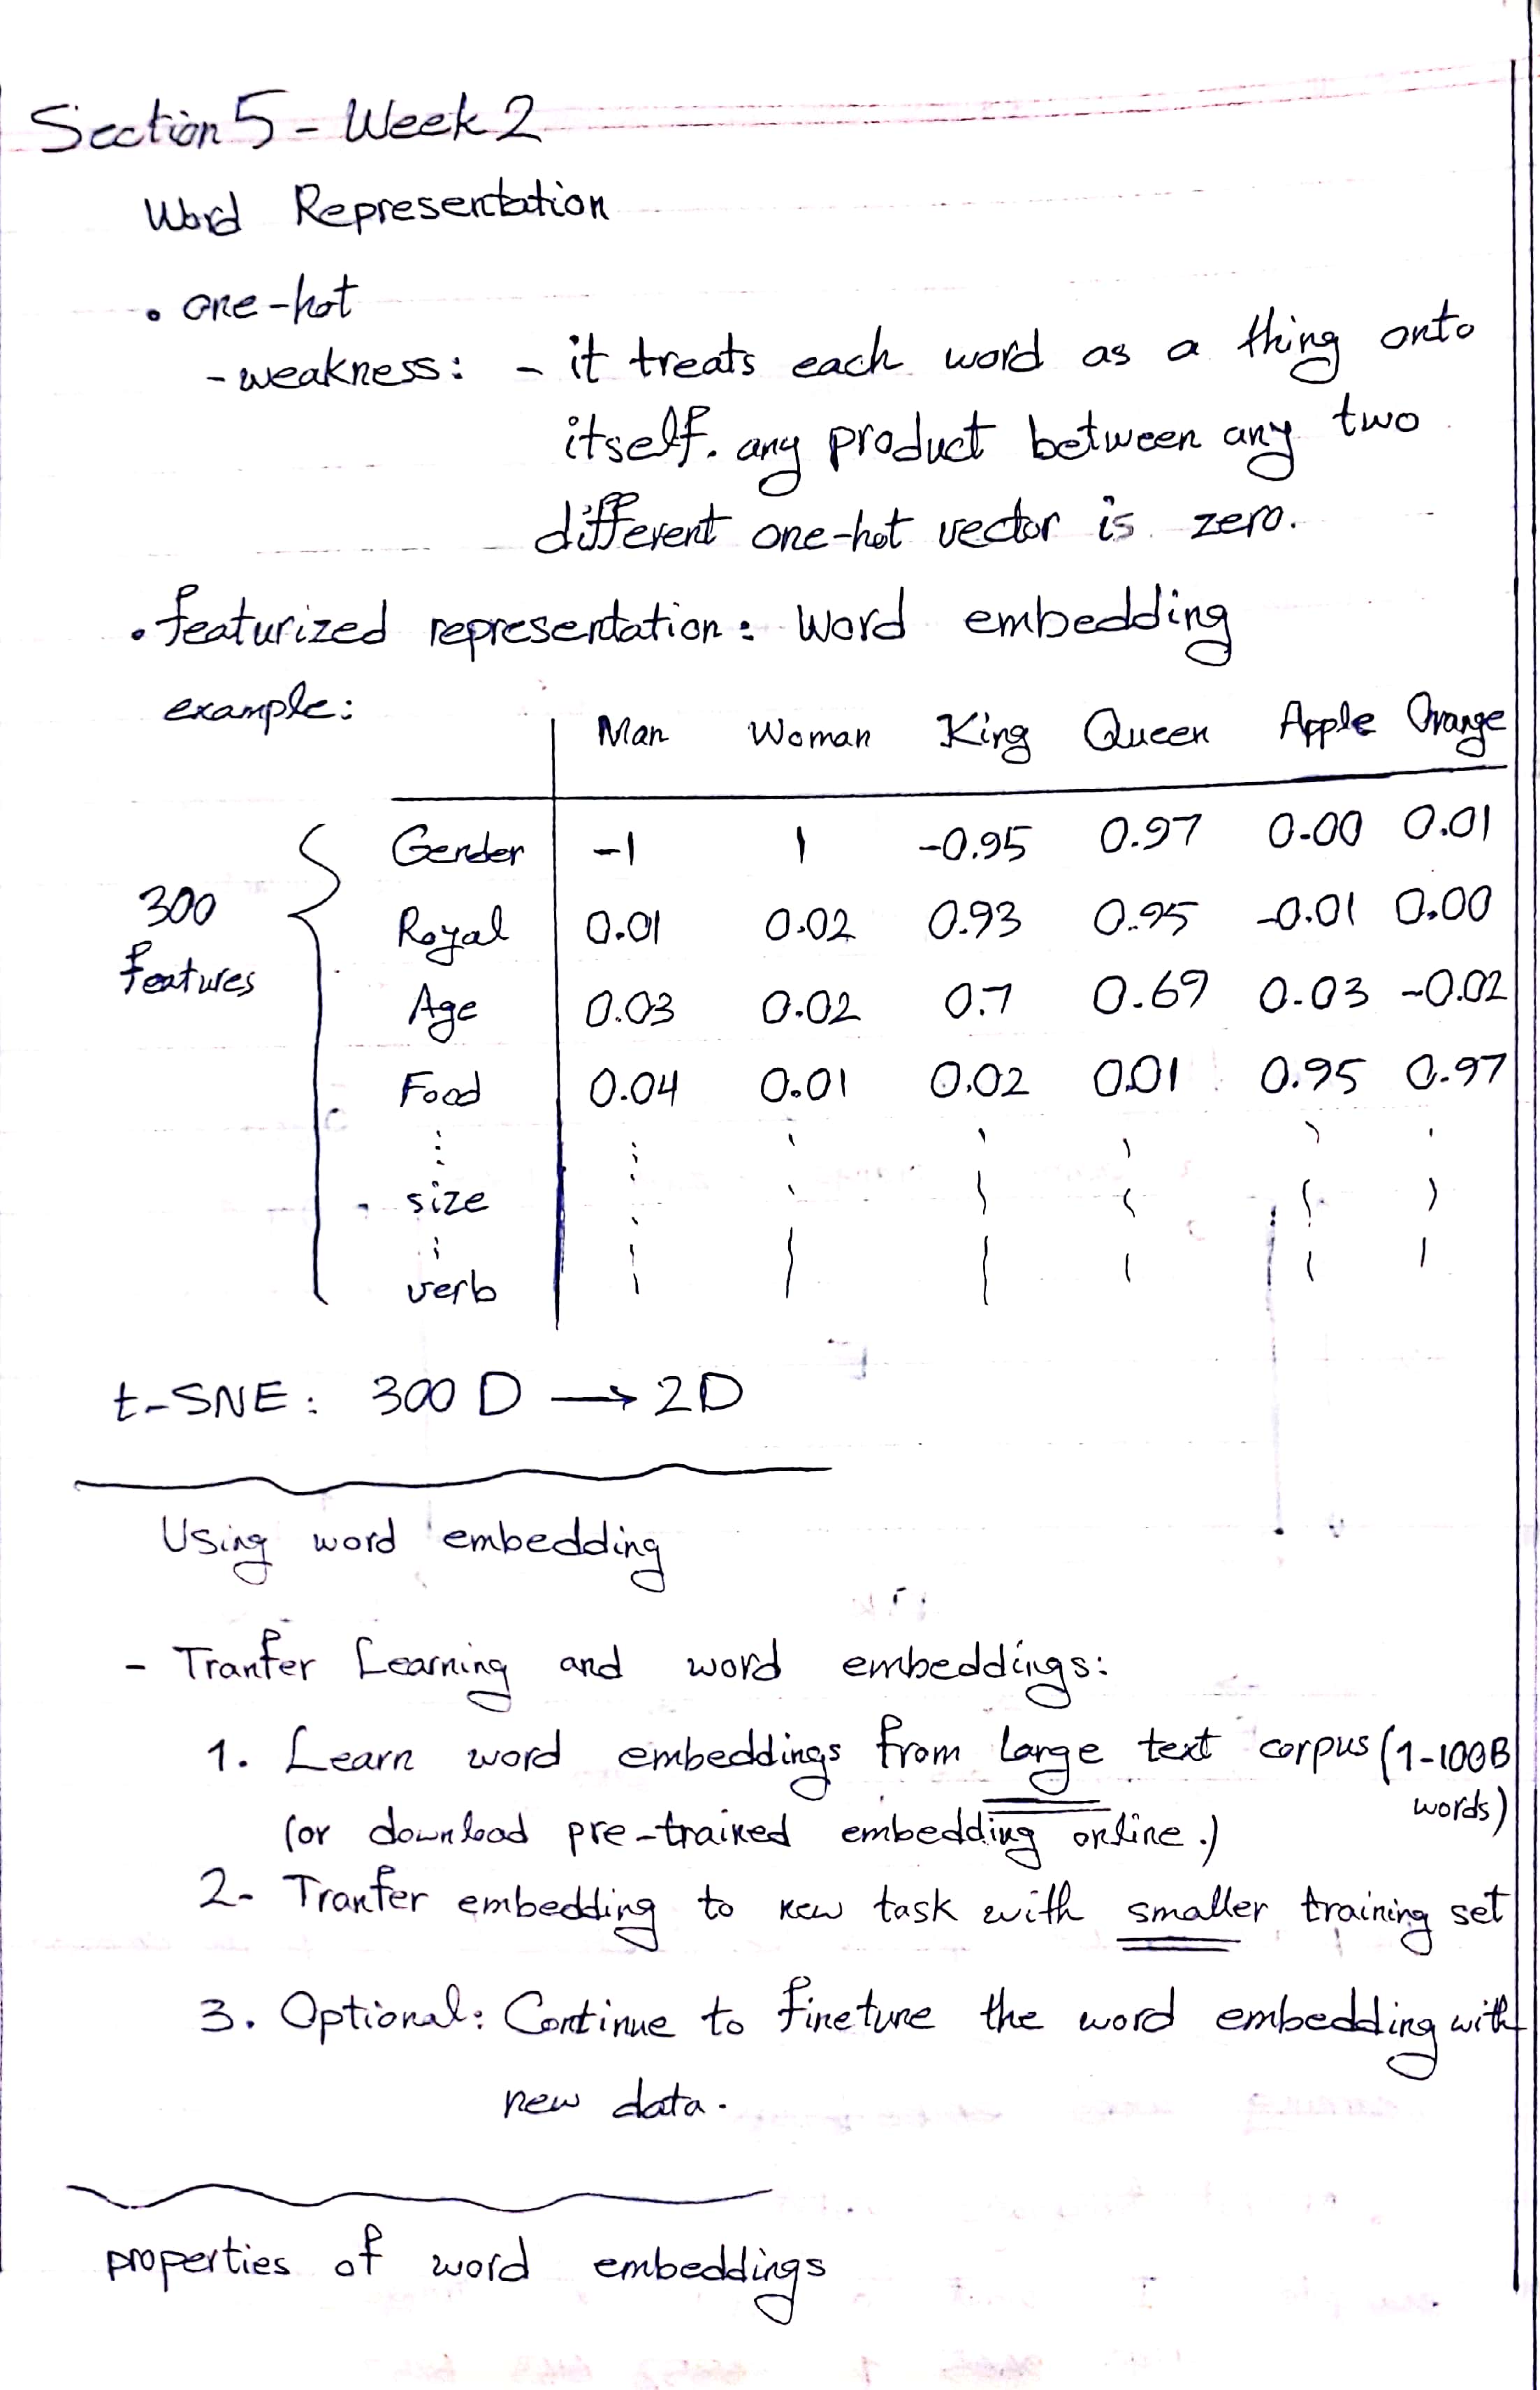 Section 5 - Week 2
Word Representation
• one-hot
- weakness: - it treats each word as a thing onto
itself. any product between any two
different one-hot vector is zero.
• featurized representation: Word embedding
example:
Man Woman King Queen Apple Orange
Gender -1 1 -0.95 0.97 0.00 0.01
300 features
Royal 0.01 0.02 0.93 0.95 -0.01 0.00
Age 0.03 0.02 0.7 0.69 0.03 -0.02
Food 0.04 0.01 0.02 0.01 0.95 0.97
size
verb
t-SNE: 300 D → 2D
Using word embedding
- Tranfer Learning and word embeddings:
1. Learn word embeddings from large text corpus (1-100B words)
(or download pre-trained embedding online.)
2- Tranfer embedding to new task with smaller training set
3. Optional: Continue to finetune the word embedding with
new data.
properties of word embeddings